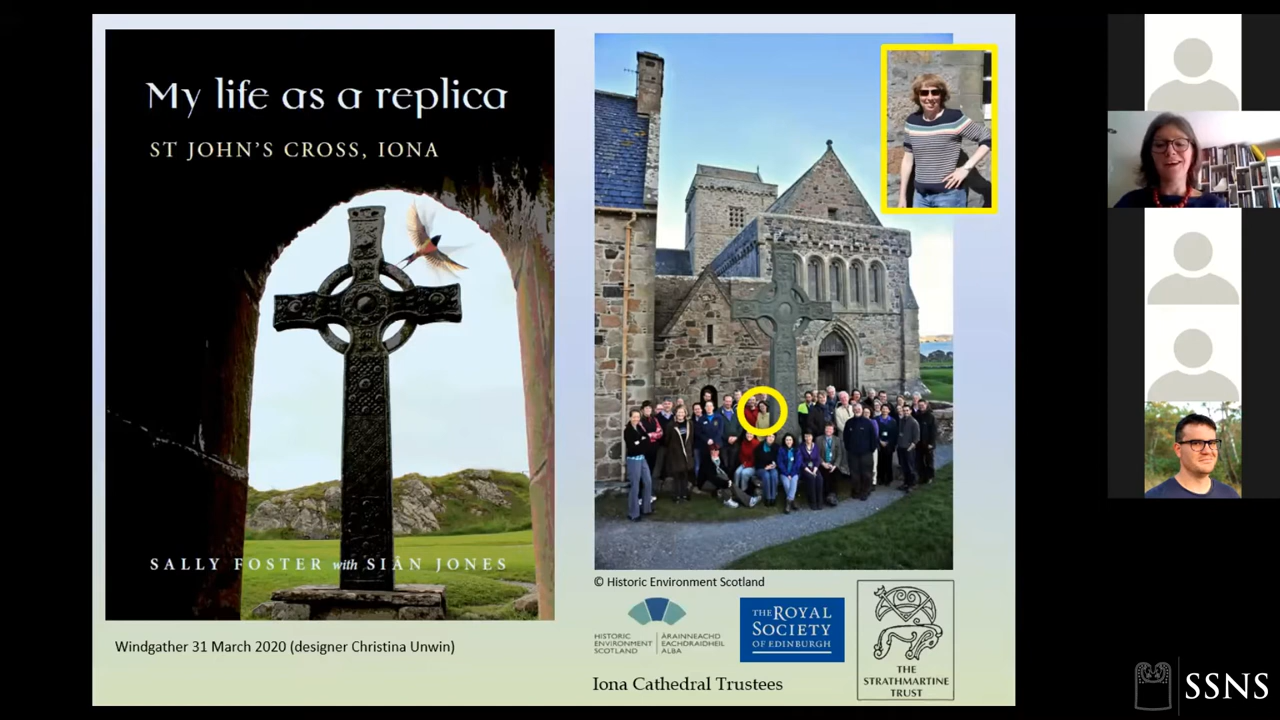 My life as a replica
ST JOHN'S CROSS, IONA
SALLY FOSTER with SIÂN JONES
Windgather 31 March 2020 (designer Christina Unwin)
© Historic Environment Scotland
HISTORIC
ENVIRONMENT
SCOTLAND
ÀRAINNEACHD
EACHDRAIDHEIL
ALBA
THE ROYAL
SOCIETY
OF EDINBURGH
THE
STRATHMARTINE
TRUST
Iona Cathedral Trustees
SSNS